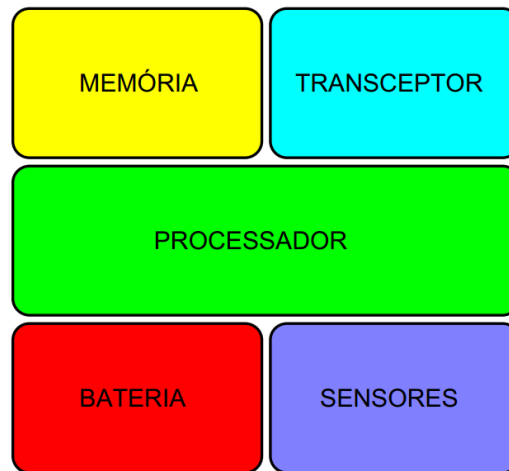 MEMÓRIA
TRANSCEPTOR
PROCESSADOR
BATERIA
SENSORES